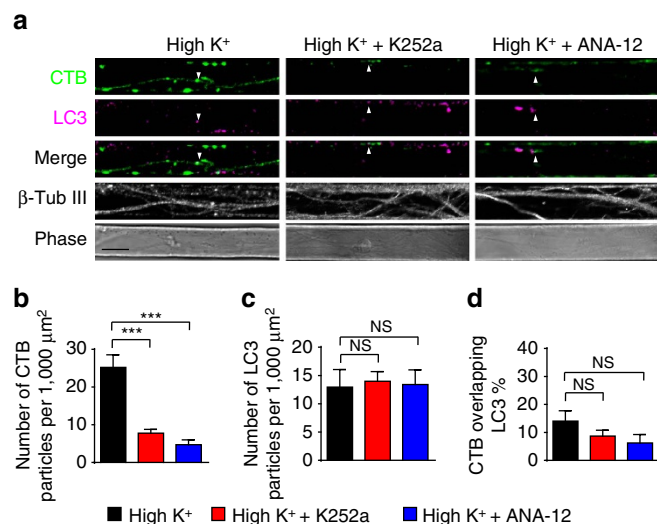 a
High K⁺ High K⁺ + K252a High K⁺ + ANA-12
CTB
LC3
Merge
β-Tub III
Phase
b
Number of CTB
particles per 1,000 μm²
30
20
10
0
***
***
c
Number of LC3
particles per 1,000 μm²
20
15
10
5
0
NS
NS
d
CTB overlapping
LC3 %
40
30
20
10
0
NS
NS
High K⁺ High K⁺ + K252a High K⁺ + ANA-12